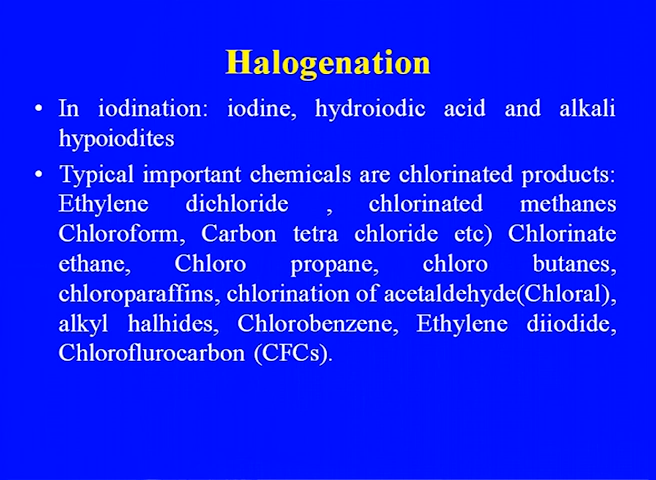 Halogenation
• In iodination: iodine, hydroiodic acid and alkali
hypoiodites
• Typical important chemicals are chlorinated products:
Ethylene dichloride , chlorinated methanes
Chloroform, Carbon tetra chloride etc) Chlorinate
ethane, Chloro propane, chloro butanes,
chloroparaffins, chlorination of acetaldehyde(Chloral),
alkyl halhides, Chlorobenzene, Ethylene diiodide,
Chloroflurocarbon (CFCs).